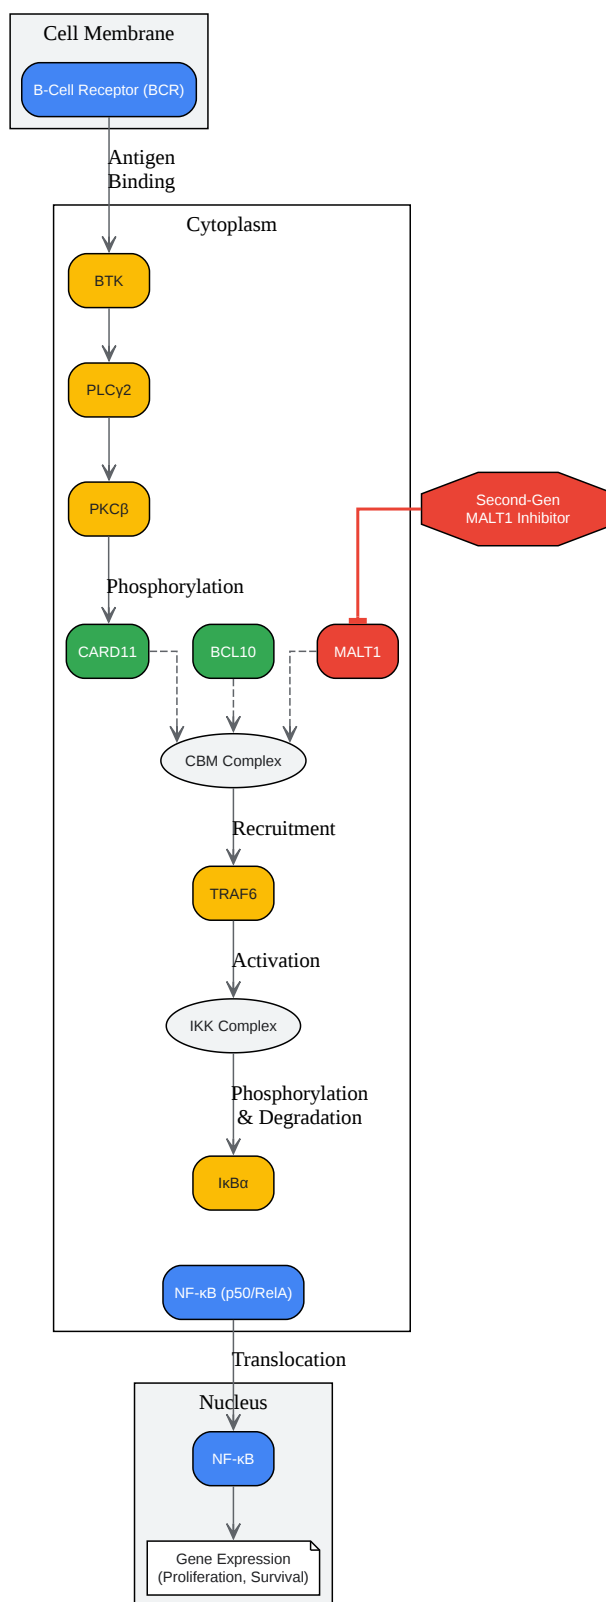 Cell Membrane
B-Cell Receptor (BCR)
Antigen
Binding
Cytoplasm
BTK
PLCγ2
PKCβ
Second-Gen
MALT1 Inhibitor
Phosphorylation
CARD11
BCL10
MALT1
CBM Complex
Recruitment
TRAF6
Activation
IKK Complex
Phosphorylation
& Degradation
IκBα
NF-κB (p50/RelA)
Translocation
Nucleus
NF-κB
Gene Expression
(Proliferation, Survival)